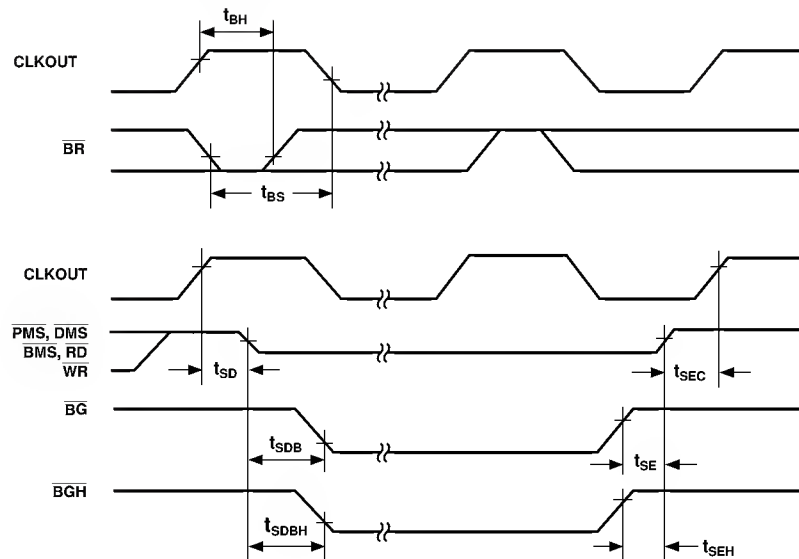 tBH
CLKOUT
BR
tBS
CLKOUT
PMS, DMS
BMS, RD
WR
tSD
tSEC
BG
tSDB
tSE
BGH
tSDBH
tSEH